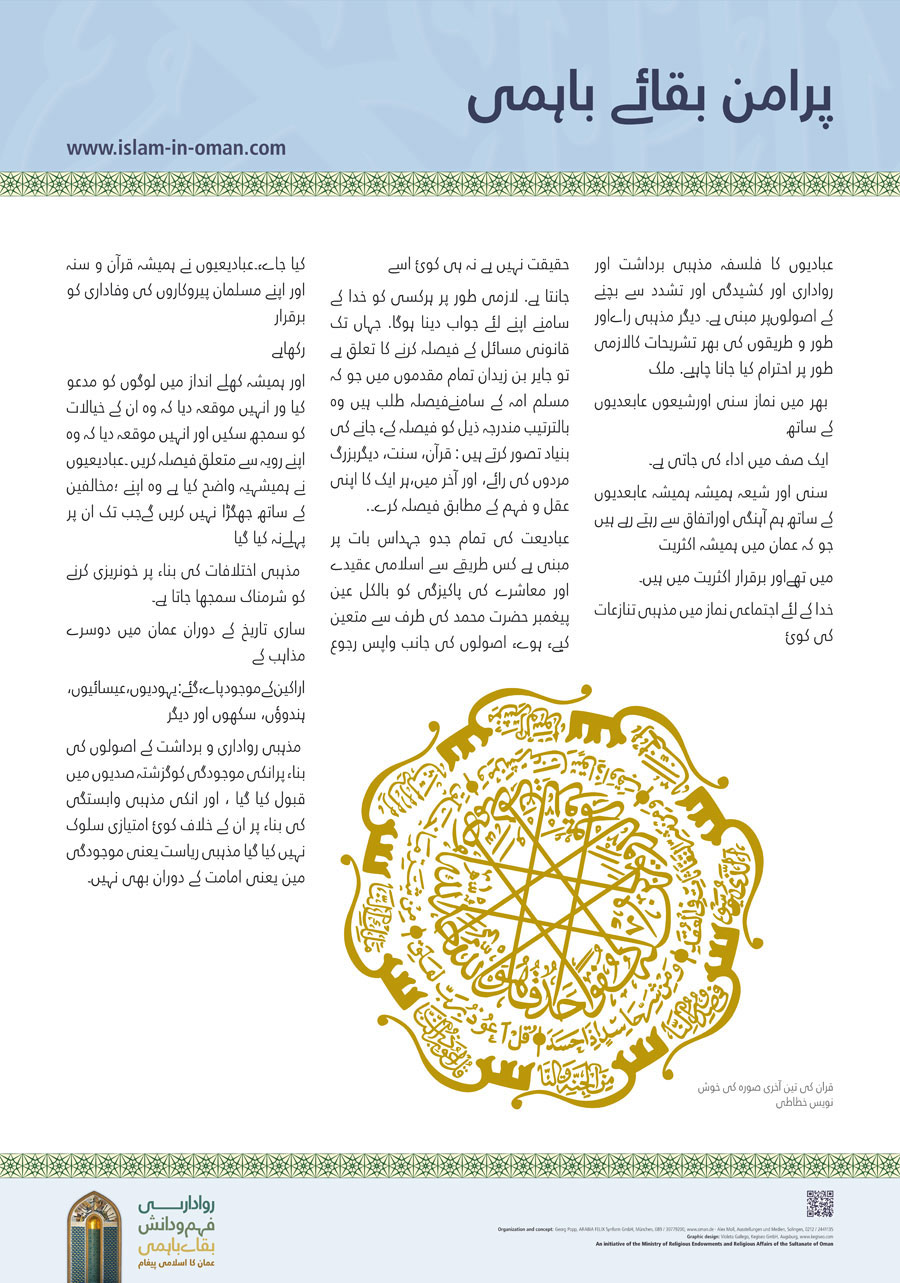 پرامن بقائے باہمی
www.islam-in-oman.com
عبادیوں کا فلسفہ مذہبی برداشت اور
رواداری اور کشیدگی اور تشدد سے بچنے
کے اصولوںپر مبنی ہے۔ دیگر مذہبی راےاور
طور و طریقوں کی بھر تشریحات کالازمی
طور پر احترام کیا جانا چاہیے. ملک
بھر میں نماز سنی اورشیعوں عابعدیوں
کے ساتھ
ایک صف میں اداء کی جاتی ہے۔
سنی اور شیعہ ہمیشہ ہمیشہ عابعدیوں
کے ساتھ ہم آہنگی اوراتفاق سے رہتے رہے ہیں
جو کہ عمان میں ہمیشہ اکثریت
میں تھےاور برقرار اکثریت میں ہیں۔
خدا کے لئے اجتماعی نماز میں مذہبی تنازعات
کی کوئ
حقیقت نہیں ہے نہ ہی کوئ اسے
جانتا ہے. لازمی طور پر ہرکسی کو خدا کے
سامنے اپنے لئے جواب دینا ہوگا. جہاں تک
قانونی مسائل کے فیصلہ کرنے کا تعلق ہے
تو جایر بن زیدان تمام مقدموں میں جو کہ
مسلم امہ کے سامنےفیصلہ طلب ہیں وہ
بالترتیب مندرجہ ذیل کو فیصلہ کےء جانے کی
بنیاد تصور کرتے ہیں : قرآن، سنت، دیگربزرگ
مردوں کی رائے، اور آخر میں،ہر ایک کا اپنی
عقل و فہم کے مطابق فیصلہ کرے..
عبادیعت کی تمام جدو جہداس بات پر
مبنی ہے کس طریقے سے اسلامی عقیدے
اور معاشرے کی پاکیزگی کو بالکل عین
پیغمبر حضرت محمد کی طرف سے متعین
کیےء ہوےء اصولوں کی جانب واپس رجوع
کیا جاےء.۔عبادیعیوں نے ہمیشہ قرآن و سنہ
اور اپنے مسلمان پیروکاروں کی وفاداری کو
برقرار
رکھاہے
اور ہمیشہ کھلے انداز میں لوگوں کو مدعو
کیا ور انہیں موقعہ دیا کہ وہ ان کے خیالات
کو سمجھ سکیں اور انہیں موقعہ دیا کہ وہ
اپنے رویہ سے متعلق فیصلہ کریں ۔عبادیعیوں
نے ہمیشہیہ واضح کیا ہے وہ اپنے ؛مخالفین
کے ساتھ جھگڑا نہیں کریں گےجب تک ان پر
پہلےنہ کیا گیا
مذہبی اختلافات کی بناء پر خونریزی کرنے
کو شرمناک سمجھا جاتا ہے۔
ساری تاریخ کے دوران عمان میں دوسرے
مذاہب کے
اراکین‌کےموجودپاےءگئے:یہودیوں،عیسائیوں،
ہندوؤں، سکھوں اور دیگر
مذہبی رواداری و برداشت کے اصولوں کی
بناء پرانکی موجودگی کوگزشتہ صدیوں میں
قبول کیا گیا ، اور انکی مذہبی وابستگی
کی بناء پر ان کے خلاف کوئ امتیازی سلوک
نہیں کیا گیا مذہبی ریاست یعنی موجودگی
مین یعنی امامت کے دوران بھی نہیں۔
قران کی تین آخری صورہ کی خوش
نویس خطاطی
رواداری
فہم‌ودانش
بقاے‌باہمی
عمان کا اسلامی پیغام
Organization and concept: Georg Popp, ARABIA FELIX Synform GmbH, München, 089 / 30779200, www.oman.de · Alex Moll, Ausstellungen und Medien, Solingen, 0212 / 2441135
Graphic design: Violeta Gallego, Kegiseo GmbH, Augsburg, www.kegiseo.com
An initiative of the Ministry of Religious Endowments and Religious Affairs of the Sultanate of Oman